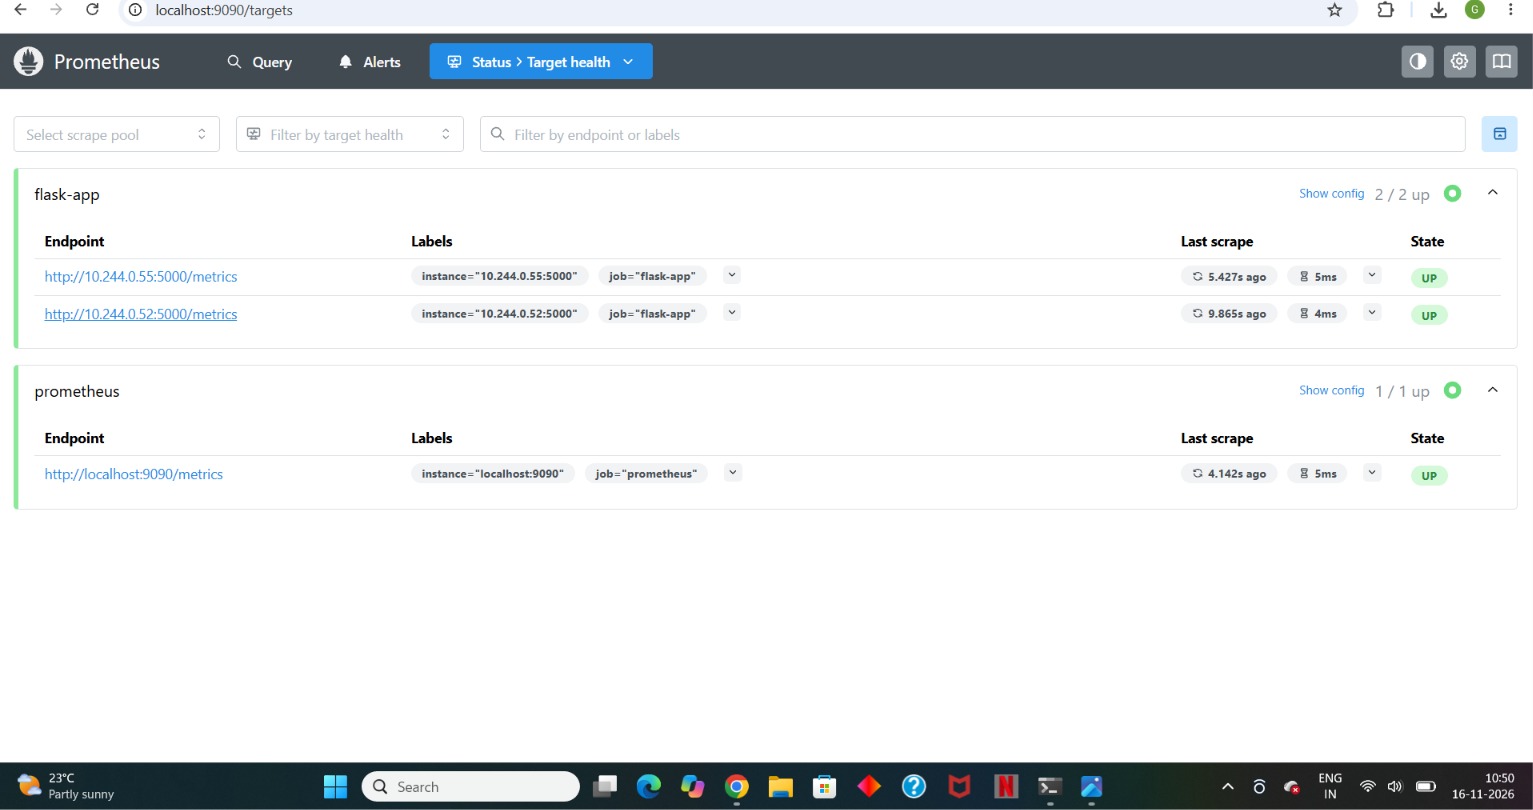 localhost:9090/targets
G
Prometheus Query Alerts Status > Target health
Select scrape pool Filter by target health Filter by endpoint or labels
flask-app Show config 2 / 2 up
Endpoint Labels Last scrape State
http://10.244.0.55:5000/metrics instance="10.244.0.55:5000" job="flask-app" 5.427s ago 5ms UP
http://10.244.0.52:5000/metrics instance="10.244.0.52:5000" job="flask-app" 9.865s ago 4ms UP
prometheus Show config 1 / 1 up
Endpoint Labels Last scrape State
http://localhost:9090/metrics instance="localhost:9090" job="prometheus" 4.142s ago 5ms UP
23°C
Partly sunny
Search
N
ENG
IN
10:50
16-11-2026